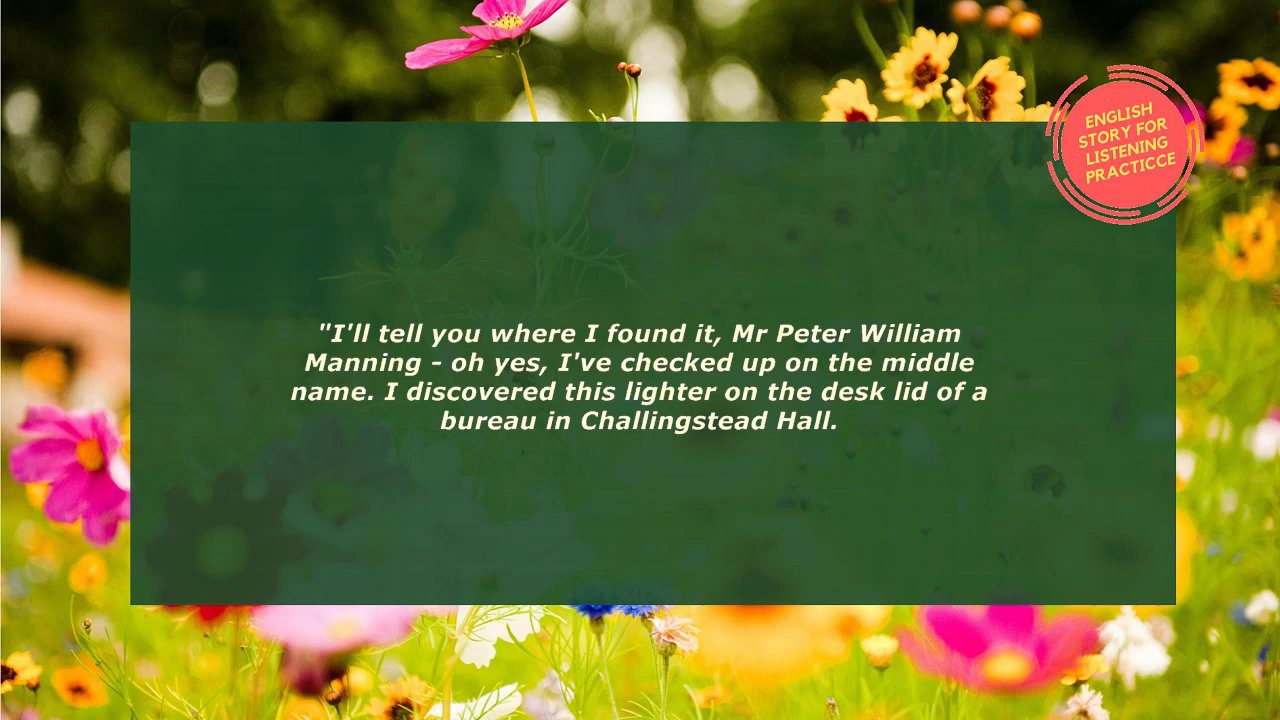 ENGLISH
STORY FOR
LISTENING
PRACTICCE
"I'll tell you where I found it, Mr Peter William
Manning - oh yes, I've checked up on the middle
name. I discovered this lighter on the desk lid of a
bureau in Challingstead Hall.